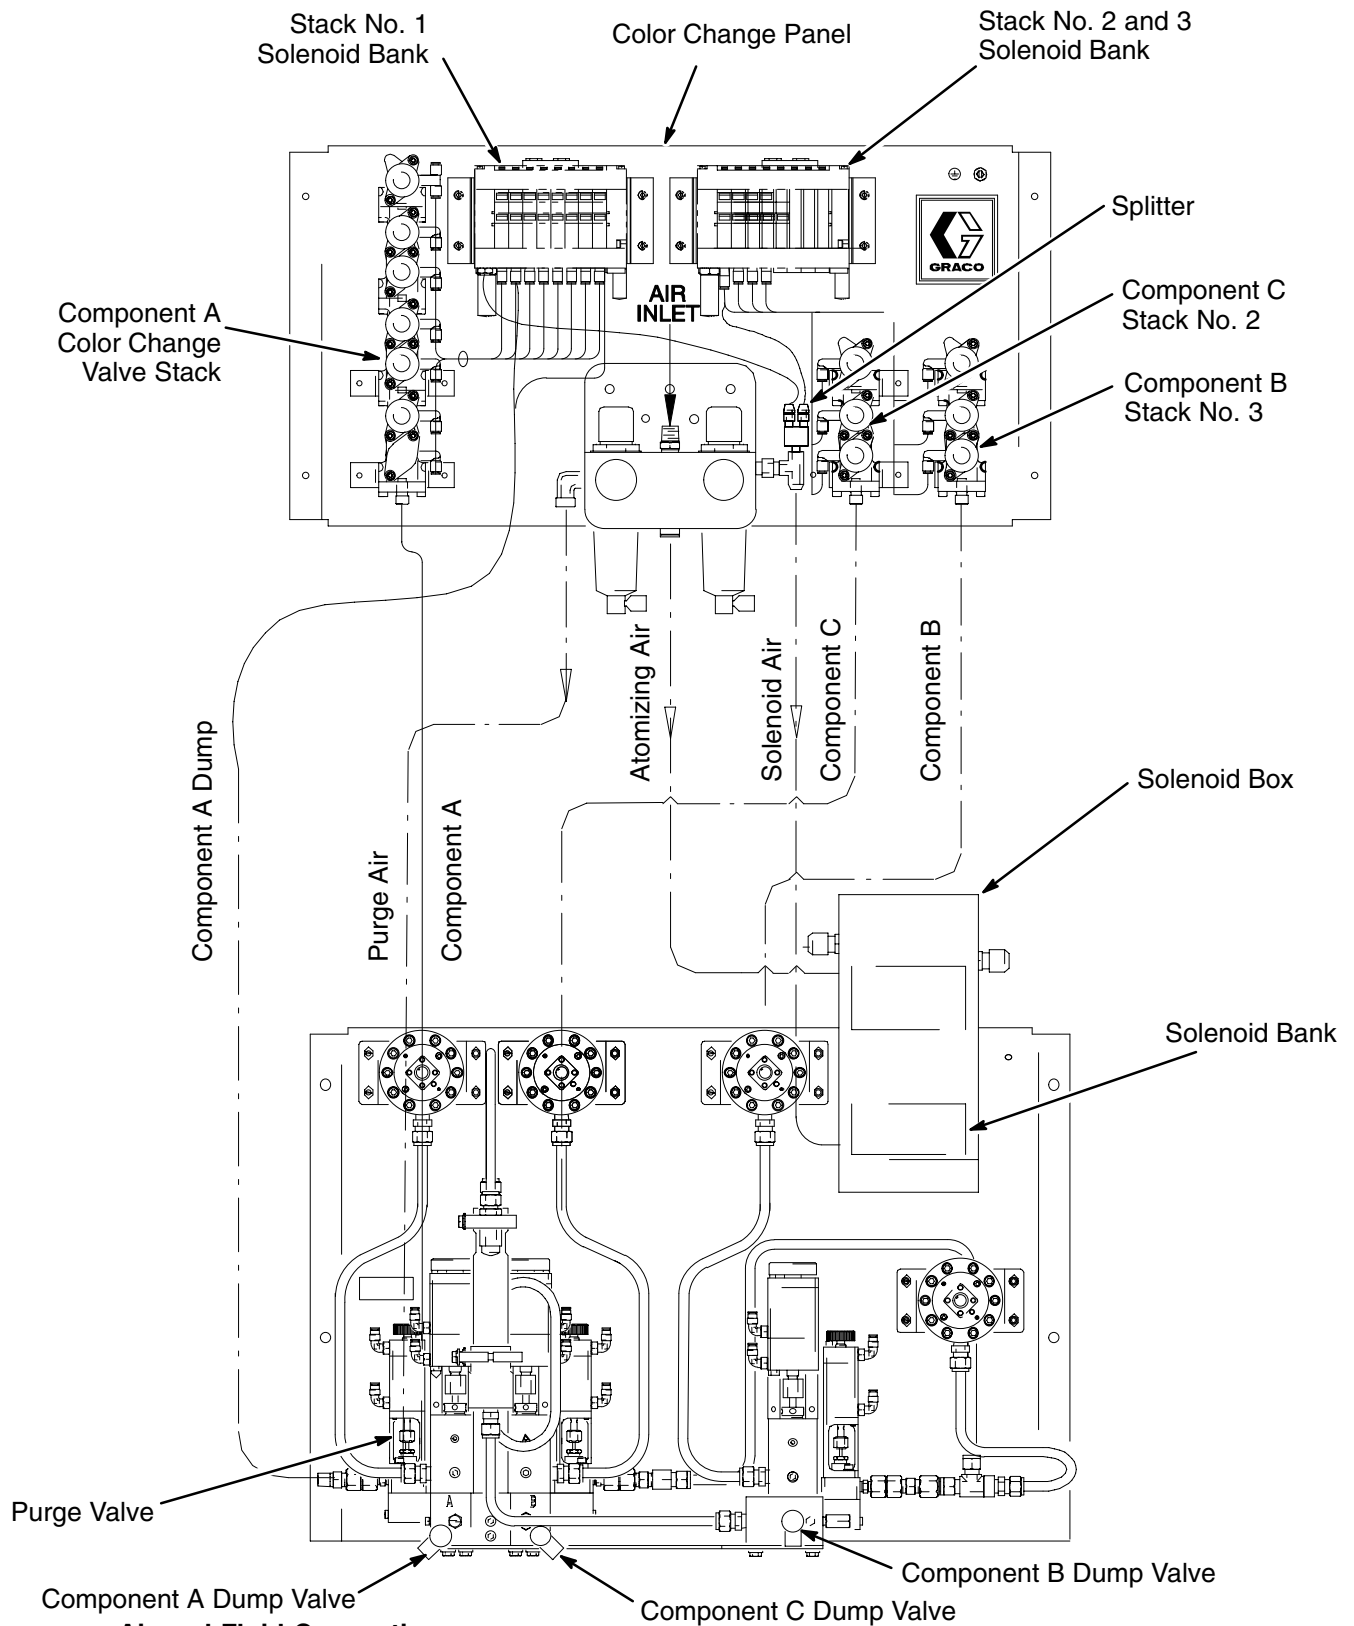 Stack No. 1
Solenoid Bank
Color Change Panel
Stack No. 2 and 3
Solenoid Bank
Splitter
GRACO
AIR
INLET
Component C
Stack No. 2
Component A
Color Change
Valve Stack
Component B
Stack No. 3
Component A Dump
Purge Air
Component A
Atomizing Air
Solenoid Air
Component C
Component B
Solenoid Box
Solenoid Bank
A
B
Purge Valve
Component B Dump Valve
Component A Dump Valve
Component C Dump Valve